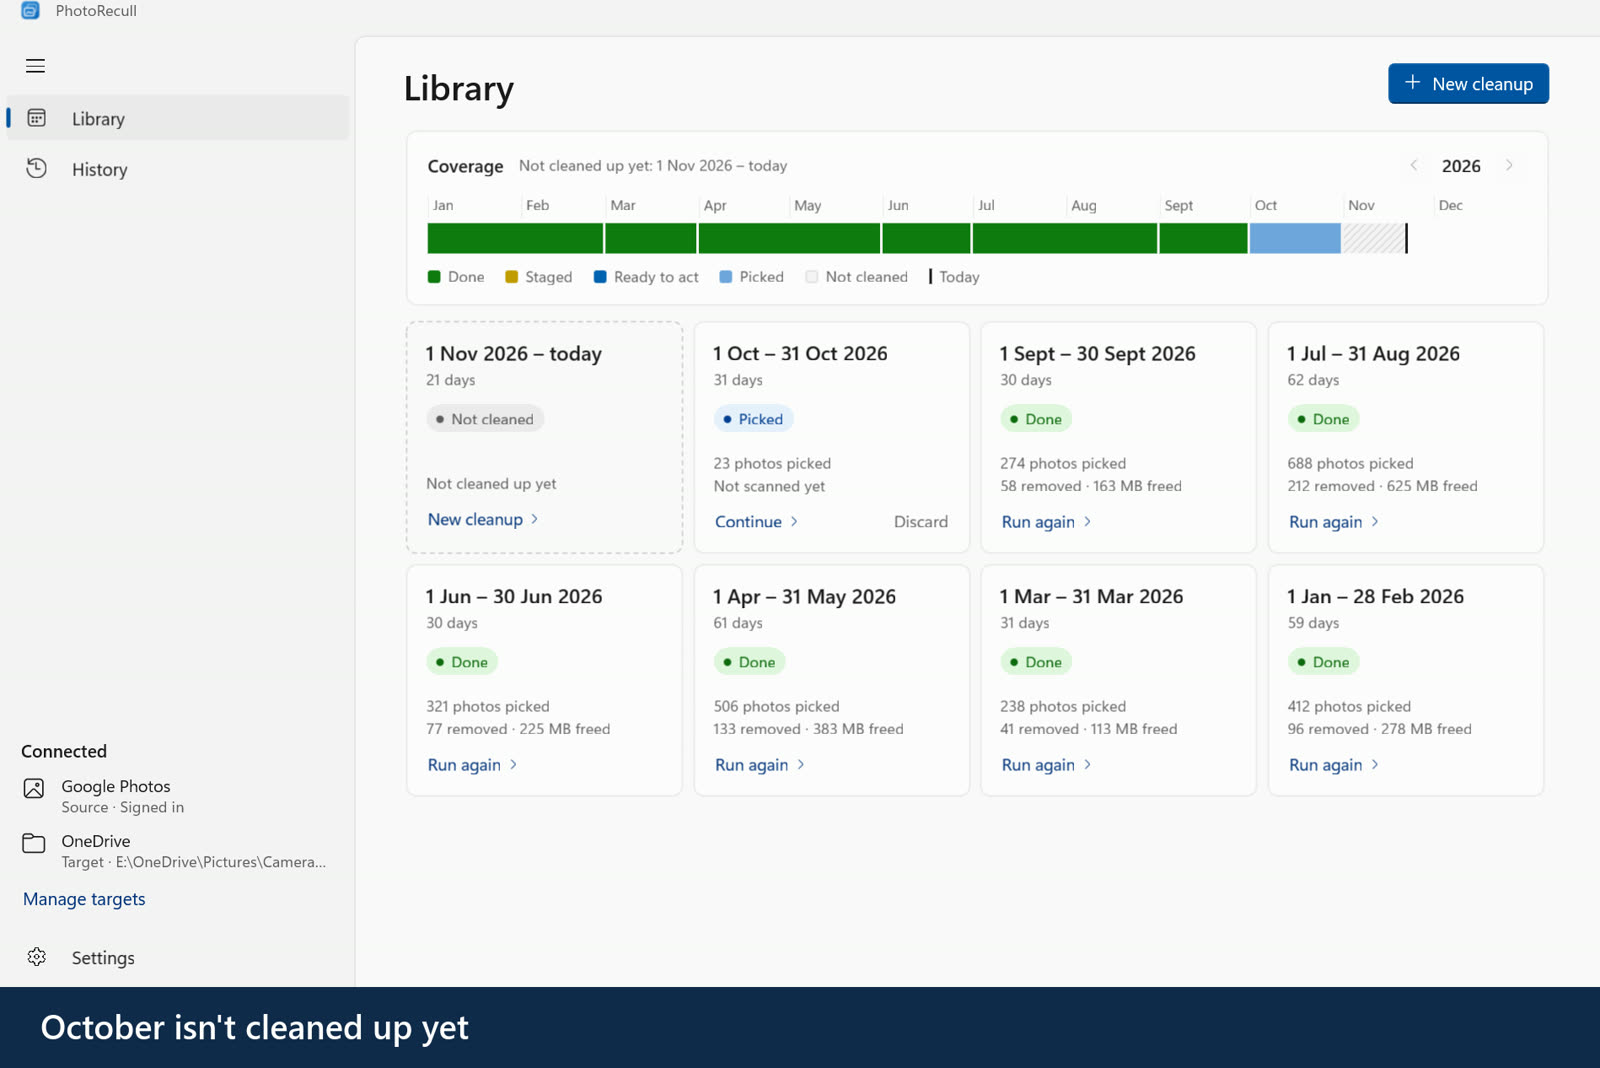 PhotoRecull
Library
History
Library
+ New cleanup
Coverage Not cleaned up yet: 1 Nov 2026 – today
2026
Jan Feb Mar Apr May Jun Jul Aug Sept Oct Nov Dec
Done Staged Ready to act Picked Not cleaned Today
1 Nov 2026 – today
21 days
Not cleaned
Not cleaned up yet
New cleanup
1 Oct – 31 Oct 2026
31 days
Picked
23 photos picked
Not scanned yet
Continue Discard
1 Sept – 30 Sept 2026
30 days
Done
274 photos picked
58 removed · 163 MB freed
Run again
1 Jul – 31 Aug 2026
62 days
Done
688 photos picked
212 removed · 625 MB freed
Run again
1 Jun – 30 Jun 2026
30 days
Done
321 photos picked
77 removed · 225 MB freed
Run again
1 Apr – 31 May 2026
61 days
Done
506 photos picked
133 removed · 383 MB freed
Run again
1 Mar – 31 Mar 2026
31 days
Done
238 photos picked
41 removed · 113 MB freed
Run again
1 Jan – 28 Feb 2026
59 days
Done
412 photos picked
96 removed · 278 MB freed
Run again
Connected
Google Photos
Source · Signed in
OneDrive
Target · E:\OneDrive\Pictures\Camera...
Manage targets
Settings
October isn't cleaned up yet